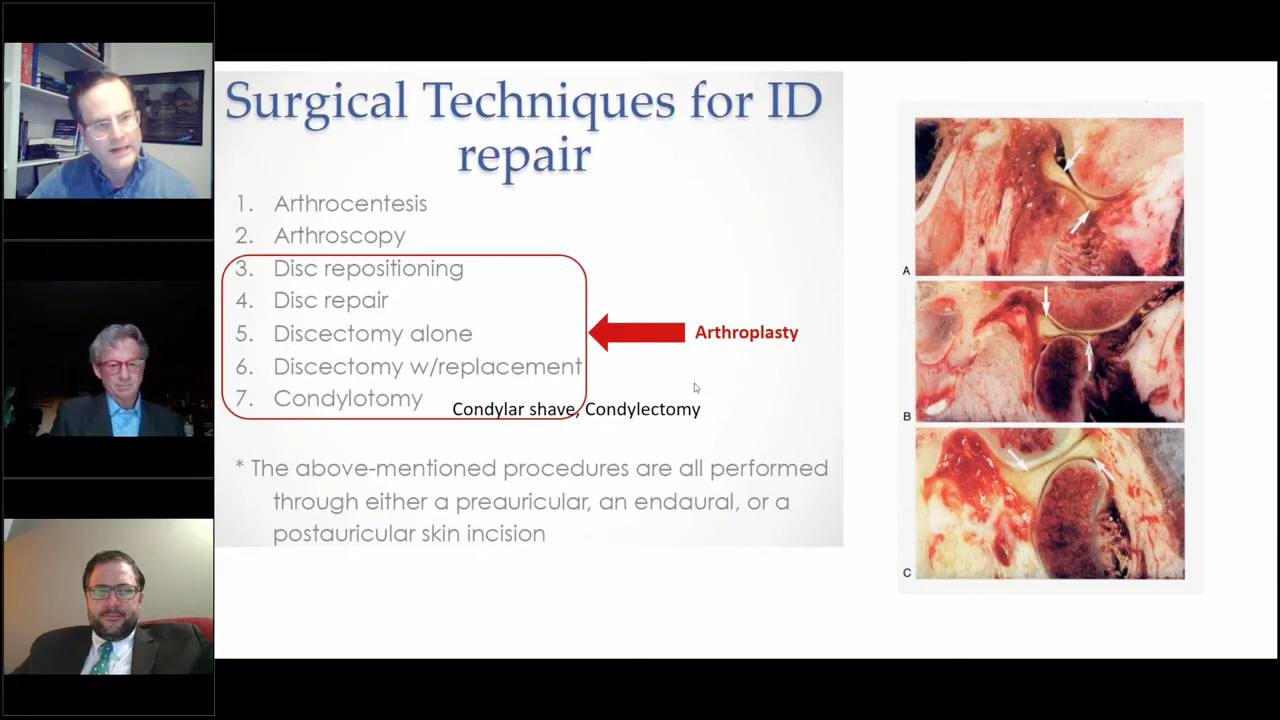 Surgical Techniques for ID
repair
1. Arthrocentesis
2. Arthroscopy
3. Disc repositioning
4. Disc repair
5. Discectomy alone
6. Discectomy w/replacement
7. Condylotomy
Condylar shave, Condylectomy
Arthroplasty
* The above-mentioned procedures are all performed
through either a preauricular, an endaural, or a
postauricular skin incision
A
B
C